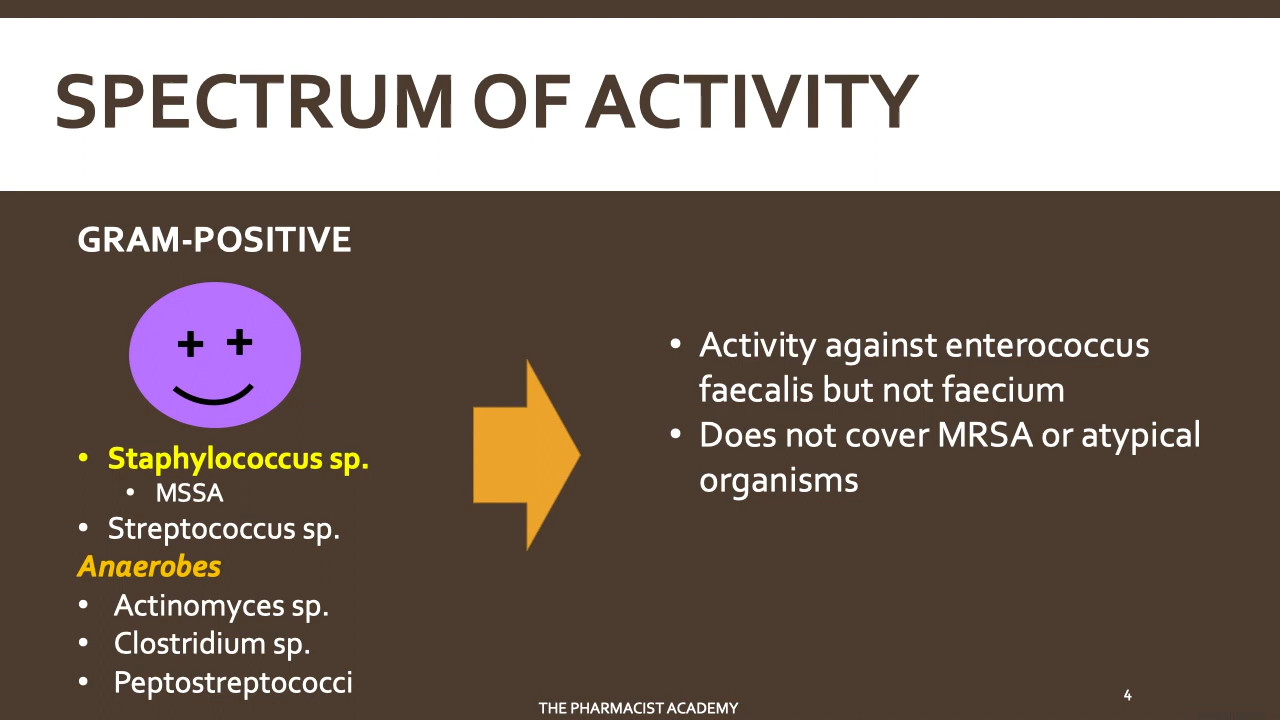 SPECTRUM OF ACTIVITY
GRAM-POSITIVE
+ +
• Staphylococcus sp.
• MSSA
• Streptococcus sp.
Anaerobes
• Actinomyces sp.
• Clostridium sp.
• Peptostreptococci
• Activity against enterococcus
faecalis but not faecium
• Does not cover MRSA or atypical
organisms
THE PHARMACIST ACADEMY
4